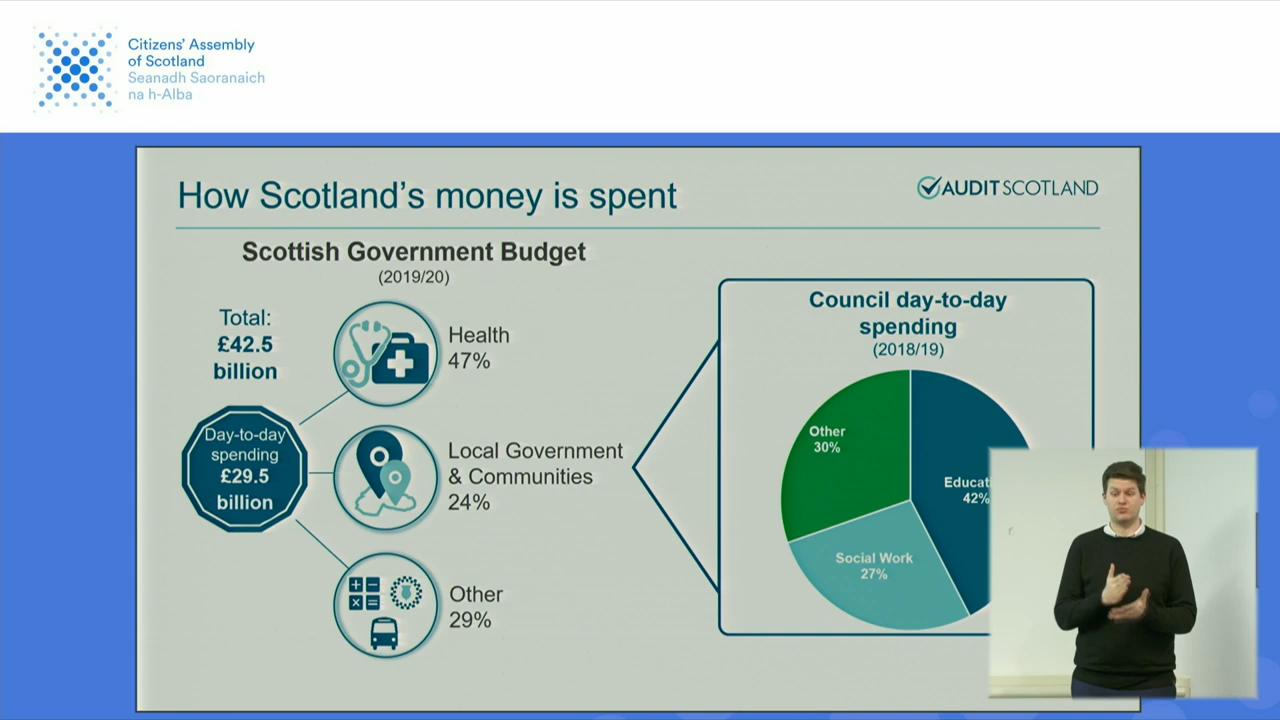 Citizens' Assembly
of Scotland
Seanadh Saoranaich
na h-Alba
How Scotland's money is spent
AUDIT SCOTLAND
Scottish Government Budget
(2019/20)
Total:
£42.5
billion
Day-to-day
spending
£29.5
billion
Health
47%
Local Government
& Communities
24%
Other
29%
Council day-to-day
spending
(2018/19)
Other
30%
Educati
42%
Social Work
27%